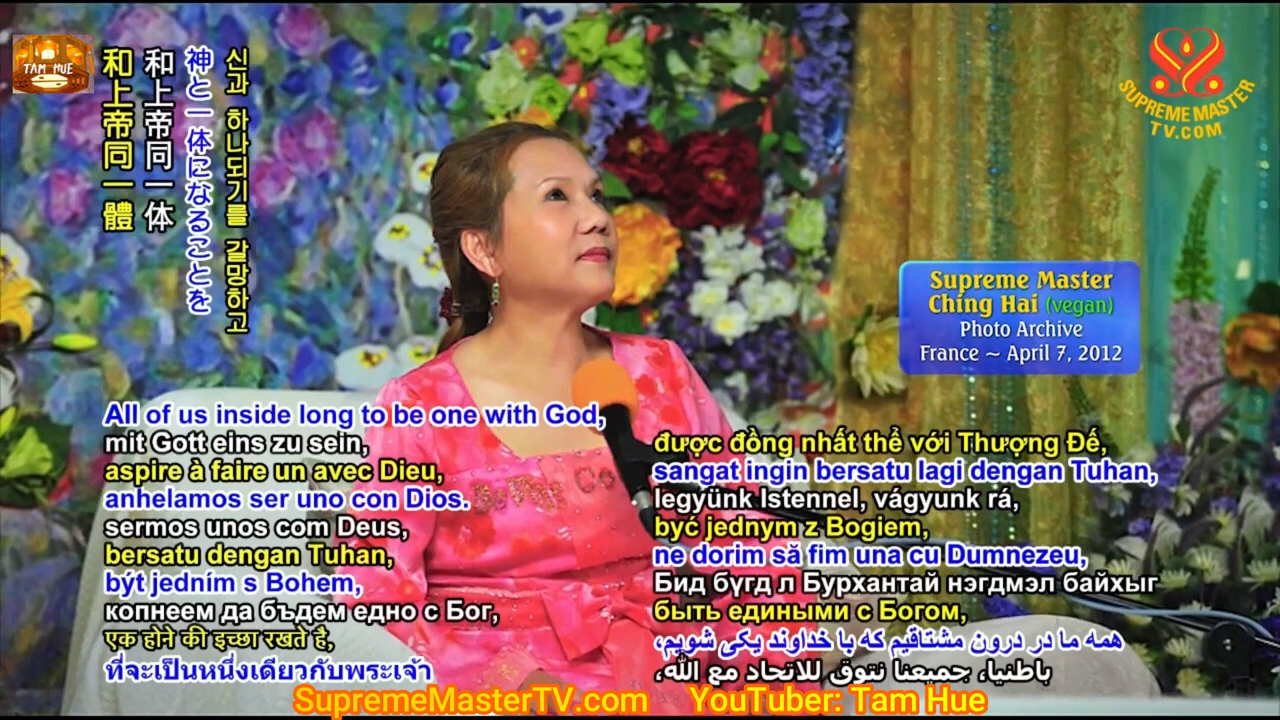 TAM HUE
和上帝同一體
和上帝同一体
神と一体になることを
신과 하나되기를 갈망하고
SUPREME MASTER
TV.COM
Supreme Master
Ching Hai (vegan)
Photo Archive
France ~ April 7, 2012
All of us inside long to be one with God,
mit Gott eins zu sein,
aspire à faire un avec Dieu,
anhelamos ser uno con Dios.
sermos unos com Deus,
bersatu dengan Tuhan,
být jedním s Bohem,
копнеем да бъдем едно с Бог,
एक होने की इच्छा रखते है,
ที่จะเป็นหนึ่งเดียวกับพระเจ้า
được đồng nhất thể với Thượng Đế,
sangat ingin bersatu lagi dengan Tuhan,
legyünk Istennel, vágyunk rá,
być jednym z Bogiem,
ne dorim să fim una cu Dumnezeu,
Бид бүгд л Бурхантай нэгдмэл байхыг
быть едиными с Богом,
همه ما در درون مشتاقیم که با خداوند یکی شویم،
باطنيا، جميعنا نتوق للاتحاد مع الله،
SupremeMasterTV.com YouTuber: Tam Hue